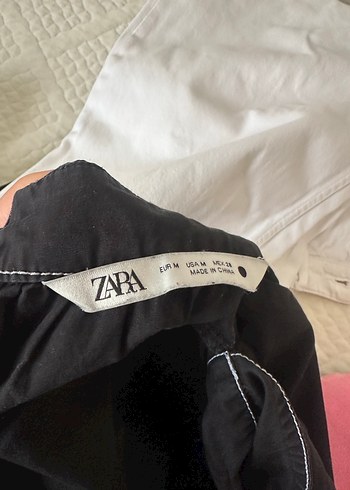 ZARA
EUR M USA M MEX 28
MADE IN CHINA